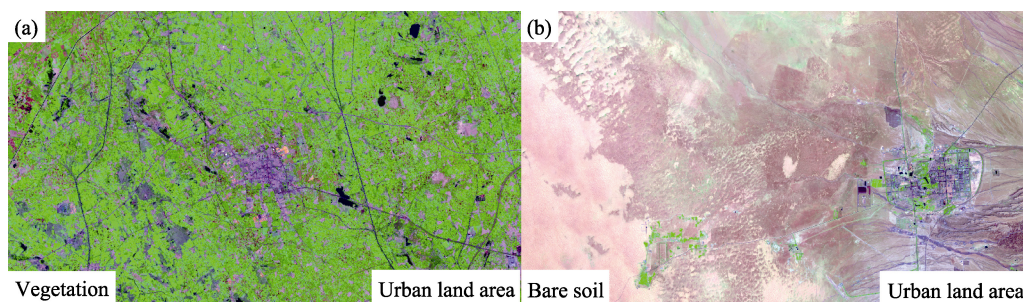 (a)
(b)
Vegetation
Urban land area
Bare soil
Urban land area